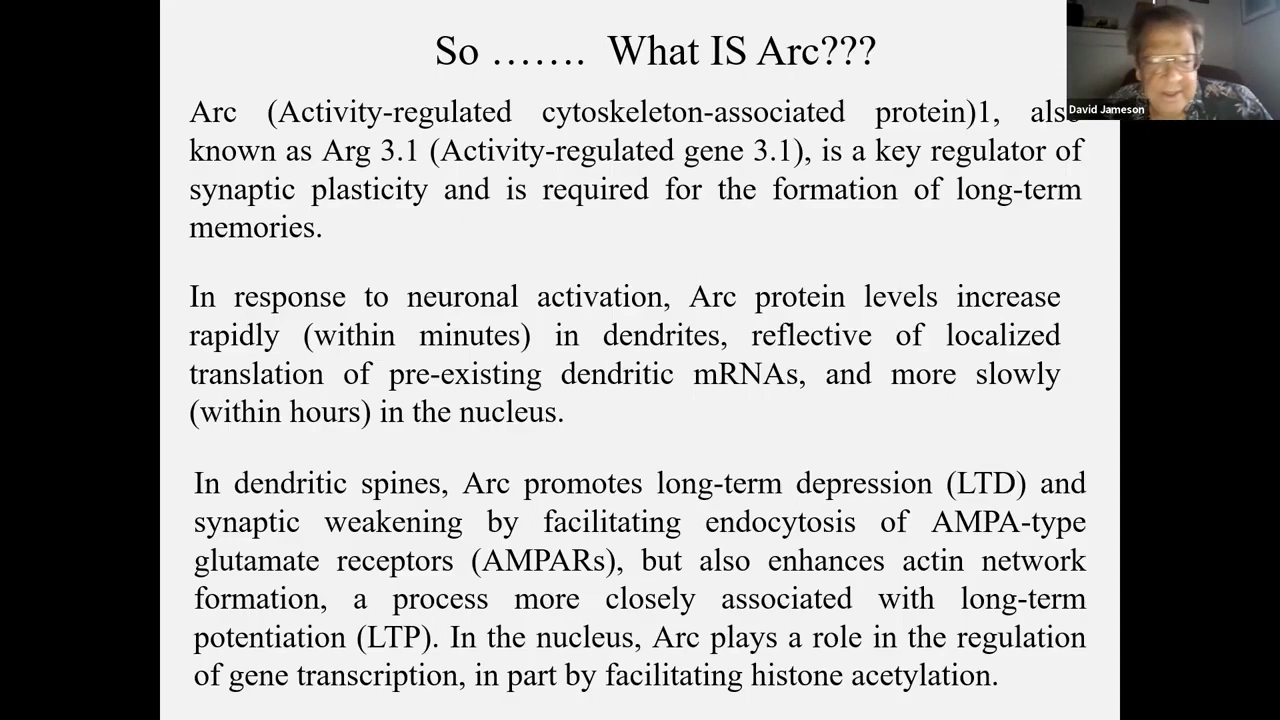 So ……. What IS Arc???
David Jameson
Arc (Activity-regulated cytoskeleton-associated protein)1, also
known as Arg 3.1 (Activity-regulated gene 3.1), is a key regulator of
synaptic plasticity and is required for the formation of long-term
memories.
In response to neuronal activation, Arc protein levels increase
rapidly (within minutes) in dendrites, reflective of localized
translation of pre-existing dendritic mRNAs, and more slowly
(within hours) in the nucleus.
In dendritic spines, Arc promotes long-term depression (LTD) and
synaptic weakening by facilitating endocytosis of AMPA-type
glutamate receptors (AMPARs), but also enhances actin network
formation, a process more closely associated with long-term
potentiation (LTP). In the nucleus, Arc plays a role in the regulation
of gene transcription, in part by facilitating histone acetylation.